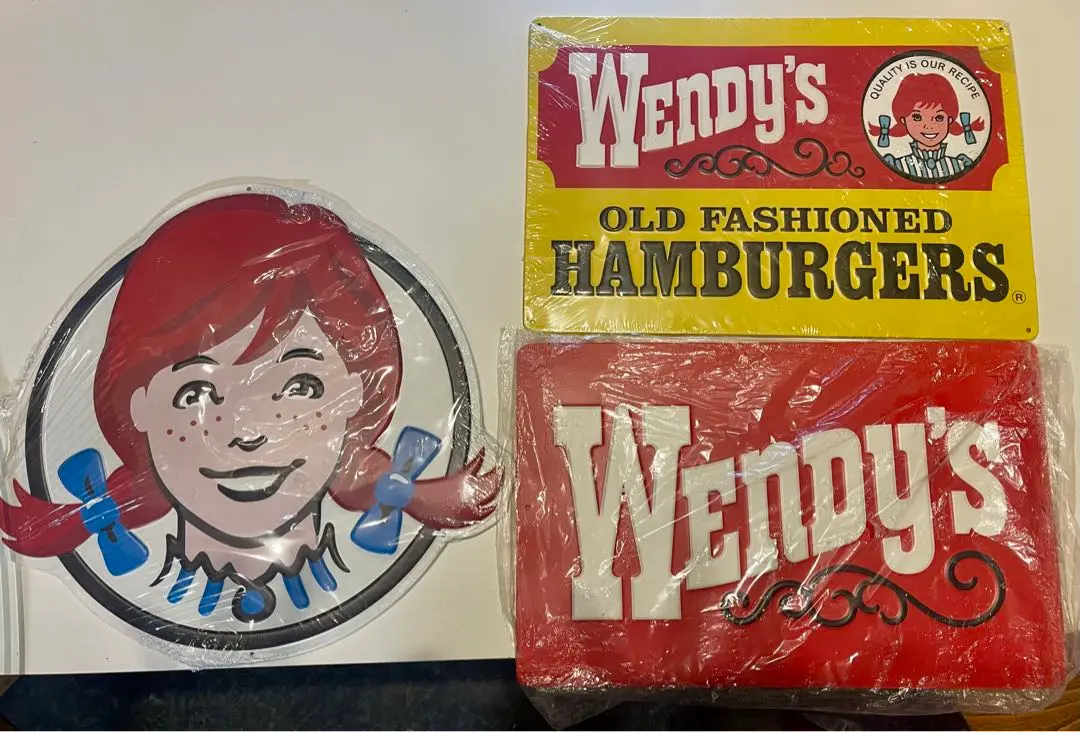 WENDY'S
QUALITY IS OUR RECIPE
OLD FASHIONED
HAMBURGERS®
WENDY'S